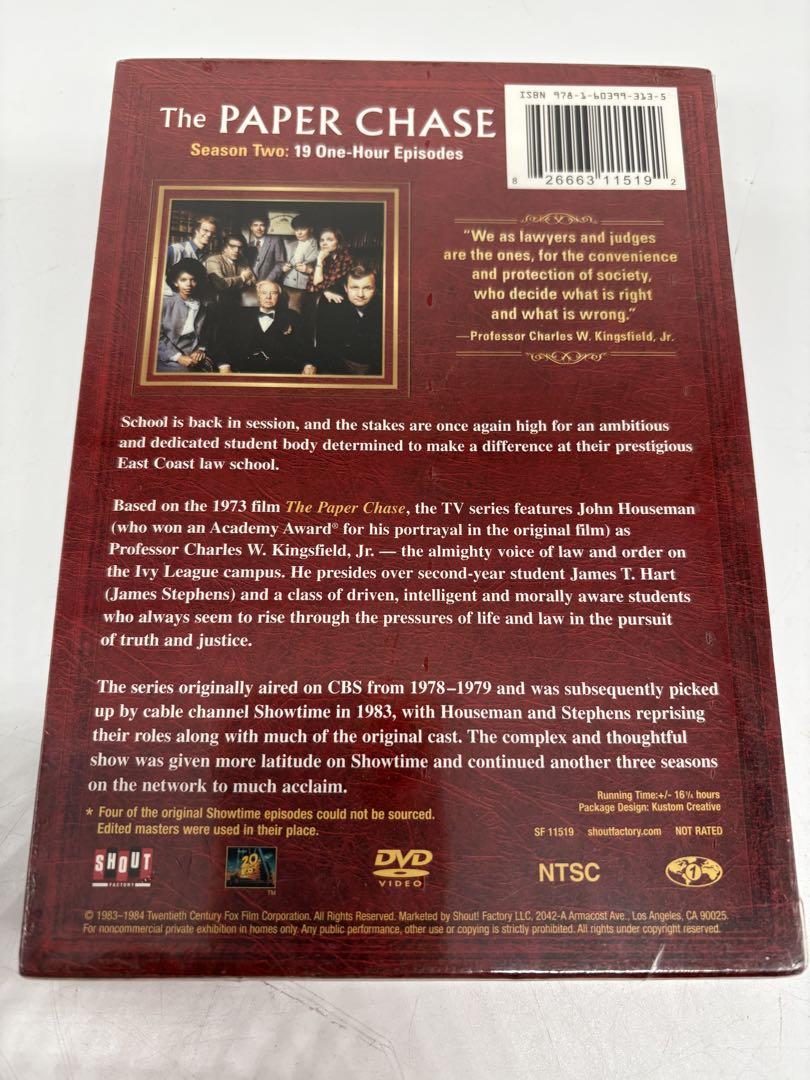 The PAPER CHASE
Season Two: 19 One-Hour Episodes
ISBN 978-1-60399-313-5
8 26663 11519 2
"We as lawyers and judges
are the ones, for the convenience
and protection of society,
who decide what is right
and what is wrong."
—Professor Charles W. Kingsfield, Jr.
School is back in session, and the stakes are once again high for an ambitious
and dedicated student body determined to make a difference at their prestigious
East Coast law school.
Based on the 1973 film The Paper Chase, the TV series features John Houseman
(who won an Academy Award® for his portrayal in the original film) as
Professor Charles W. Kingsfield, Jr. — the almighty voice of law and order on
the Ivy League campus. He presides over second-year student James T. Hart
(James Stephens) and a class of driven, intelligent and morally aware students
who always seem to rise through the pressures of life and law in the pursuit
of truth and justice.
The series originally aired on CBS from 1978–1979 and was subsequently picked
up by cable channel Showtime in 1983, with Houseman and Stephens reprising
their roles along with much of the original cast. The complex and thoughtful
show was given more latitude on Showtime and continued another three seasons
on the network to much acclaim.
* Four of the original Showtime episodes could not be sourced.
Edited masters were used in their place.
Running Time:+/- 16 1/4 hours
Package Design: Kustom Creative
SF 11519 shoutfactory.com NOT RATED
SHOUT
FACTORY
20
FOX
TM
DVD
VIDEO
NTSC
1
© 1983–1984 Twentieth Century Fox Film Corporation. All Rights Reserved. Marketed by Shout! Factory LLC, 2042-A Armacost Ave., Los Angeles, CA 90025.
For noncommercial private exhibition in homes only. Any public performance, other use or copying is strictly prohibited. All rights under copyright reserved.